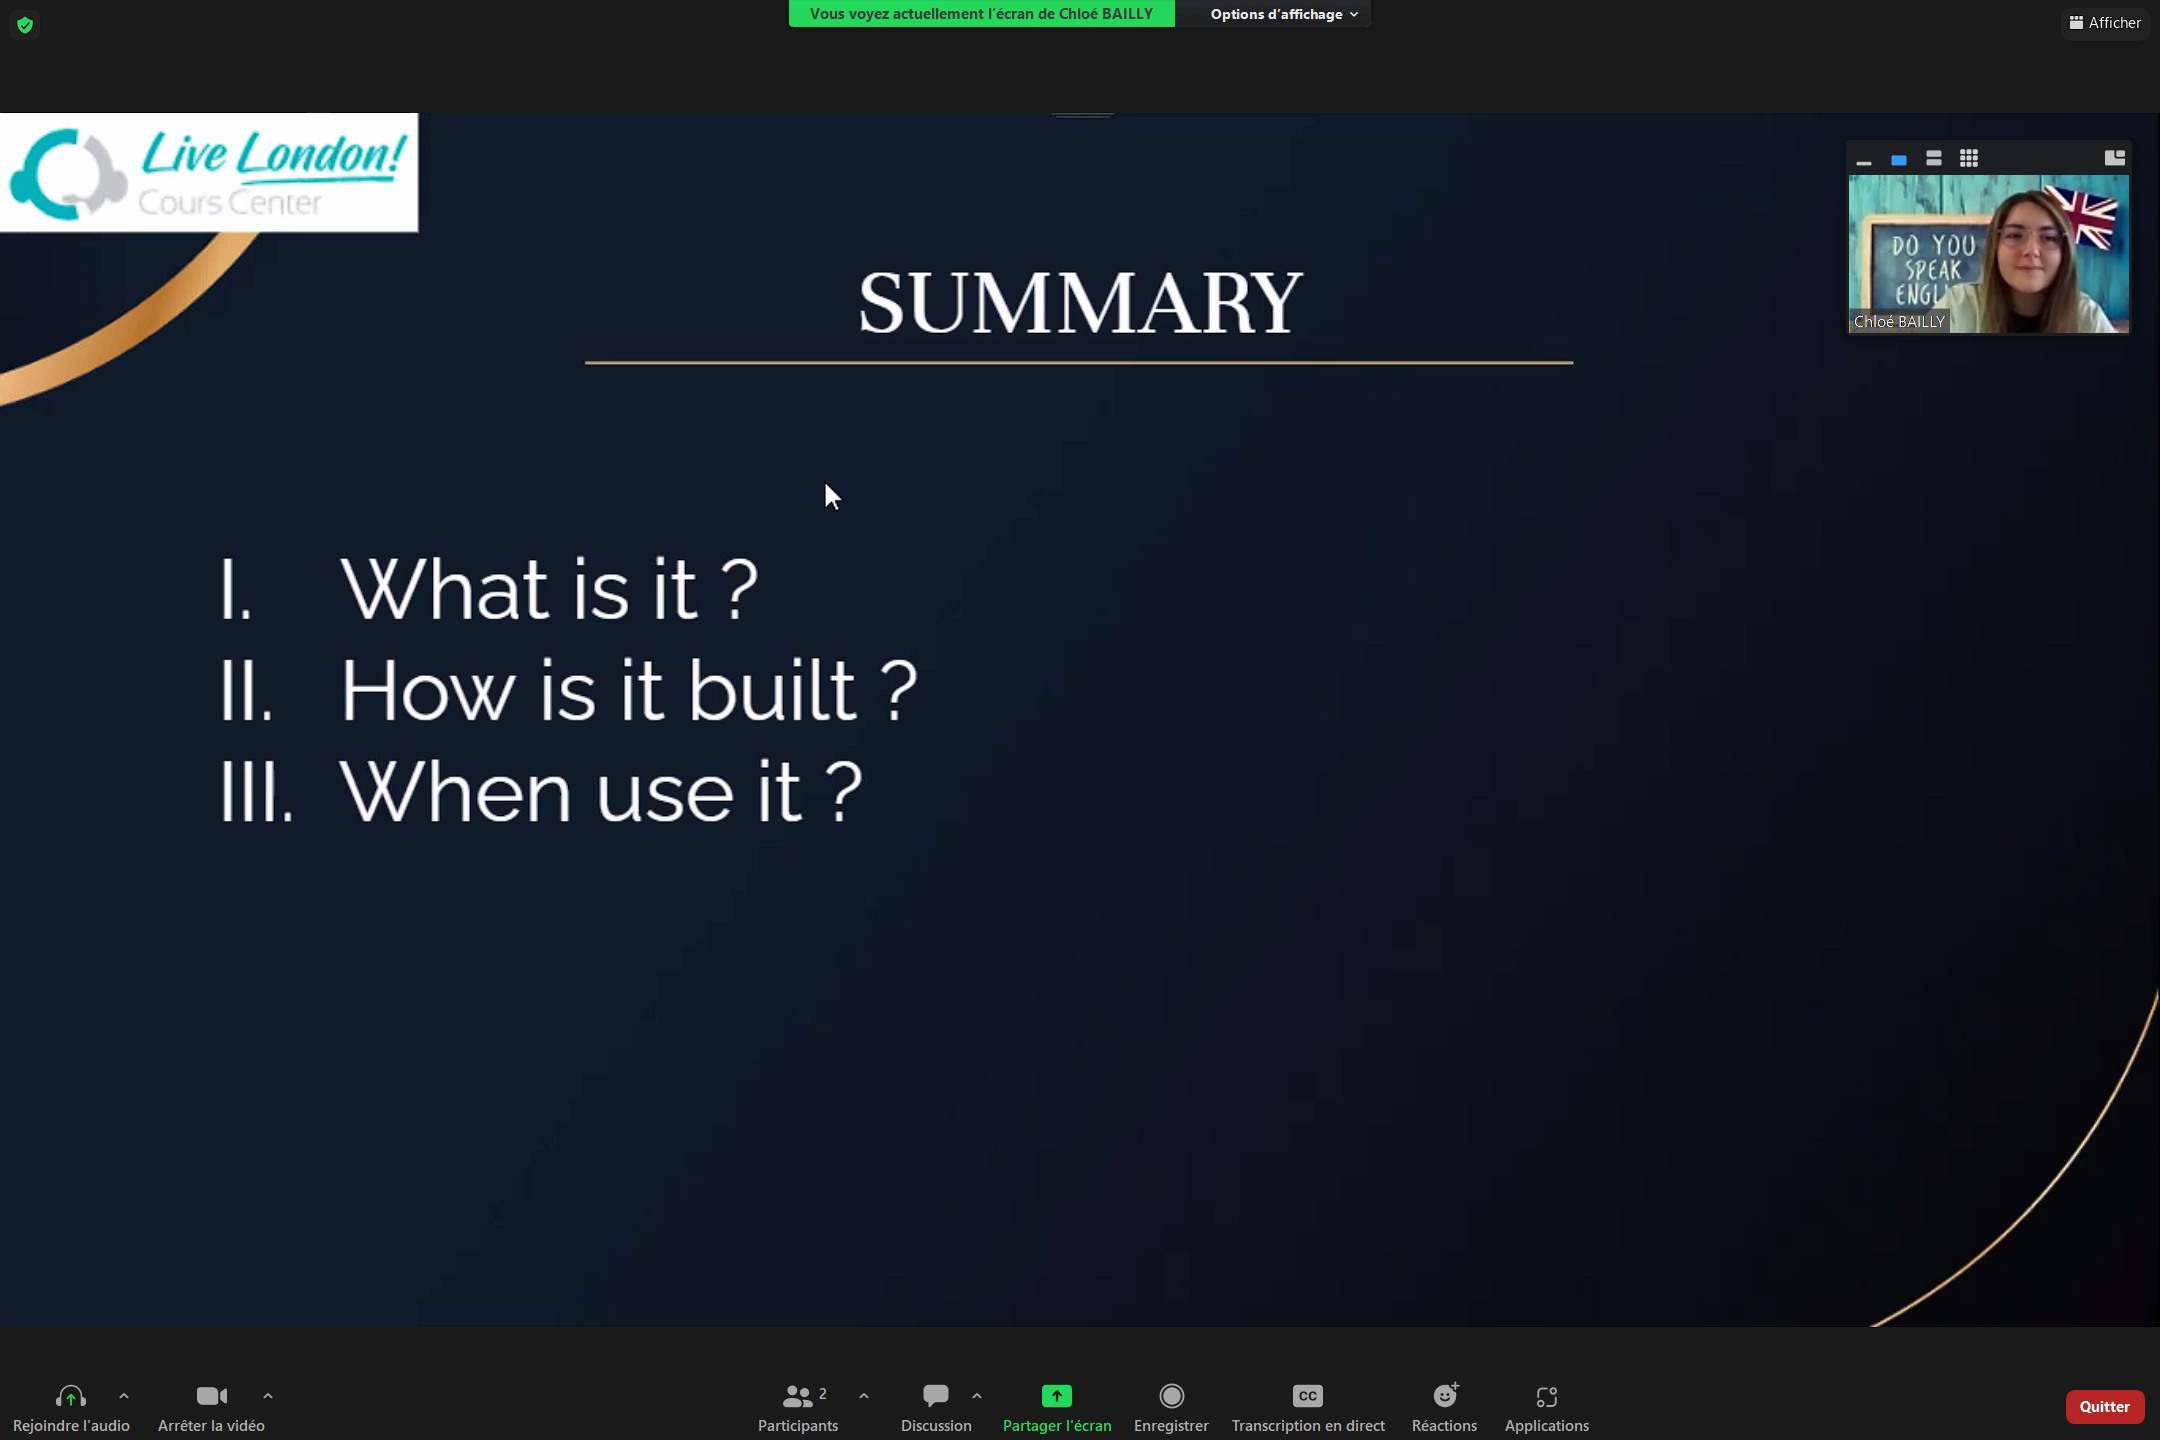 Vous voyez actuellement l'écran de Chloé BAILLY
Options d'affichage
Afficher
Live London!
Cours Center
DO YOU
SPEAK
ENGL
Chloé BAILLY
SUMMARY
I. What is it ?
II. How is it built ?
III. When use it ?
Rejoindre l'audio
Arrêter la vidéo
2
Participants
Discussion
Partager l'écran
Enregistrer
CC
Transcription en direct
Réactions
Applications
Quitter